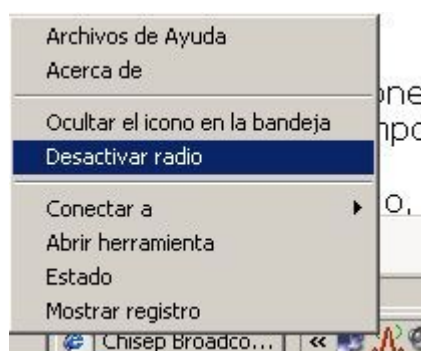 Archivos de Ayuda
Acerca de
Ocultar el icono en la bandeja
Desactivar radio
Conectar a
Abrir herramienta
Estado
Mostrar registro
o,
Chisep Broadco...